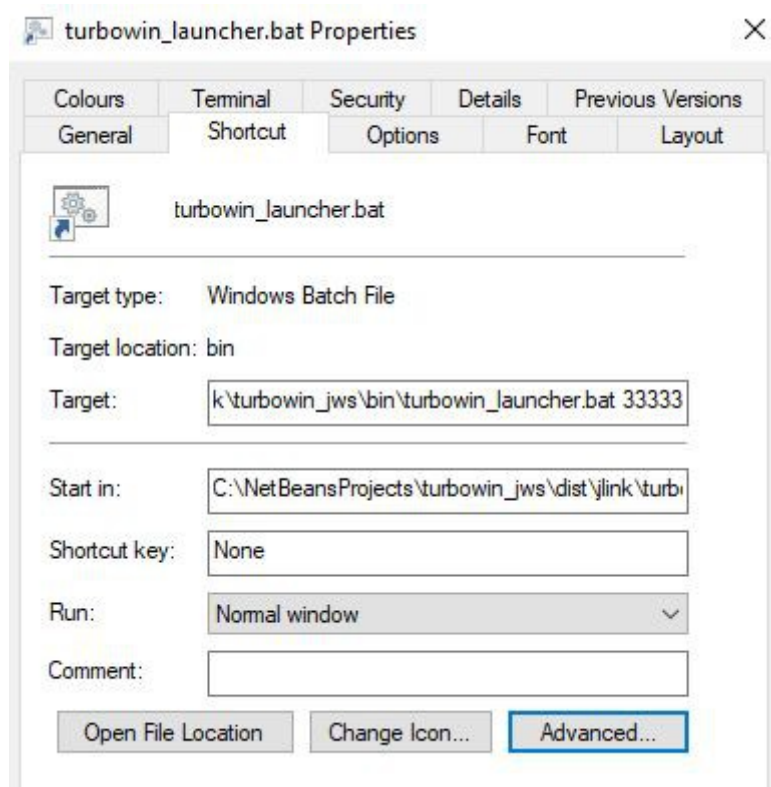 turbowin_launcher.bat Properties
Colours Terminal Security Details Previous Versions
General Shortcut Options Font Layout
turbowin_launcher.bat
Target type: Windows Batch File
Target location: bin
Target: k\turbowin_jws\bin\turbowin_launcher.bat 33333
Start in: C:\NetBeansProjects\turbowin_jws\dist\jlink\turb
Shortcut key: None
Run: Normal window
Comment:
Open File Location Change Icon... Advanced...